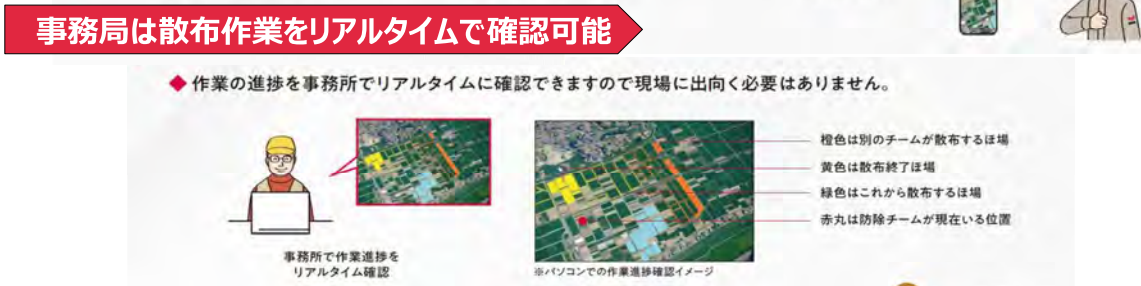 事務局は散布作業をリアルタイムで確認可能
◆ 作業の進捗を事務所でリアルタイムに確認できますので現場に出向く必要はありません。
橙色は別のチームが散布するほ場
黄色は散布終了ほ場
緑色はこれから散布するほ場
赤丸は防除チームが現在いる位置
事務所で作業進捗を
リアルタイム確認
※パソコンでの作業進捗確認イメージ